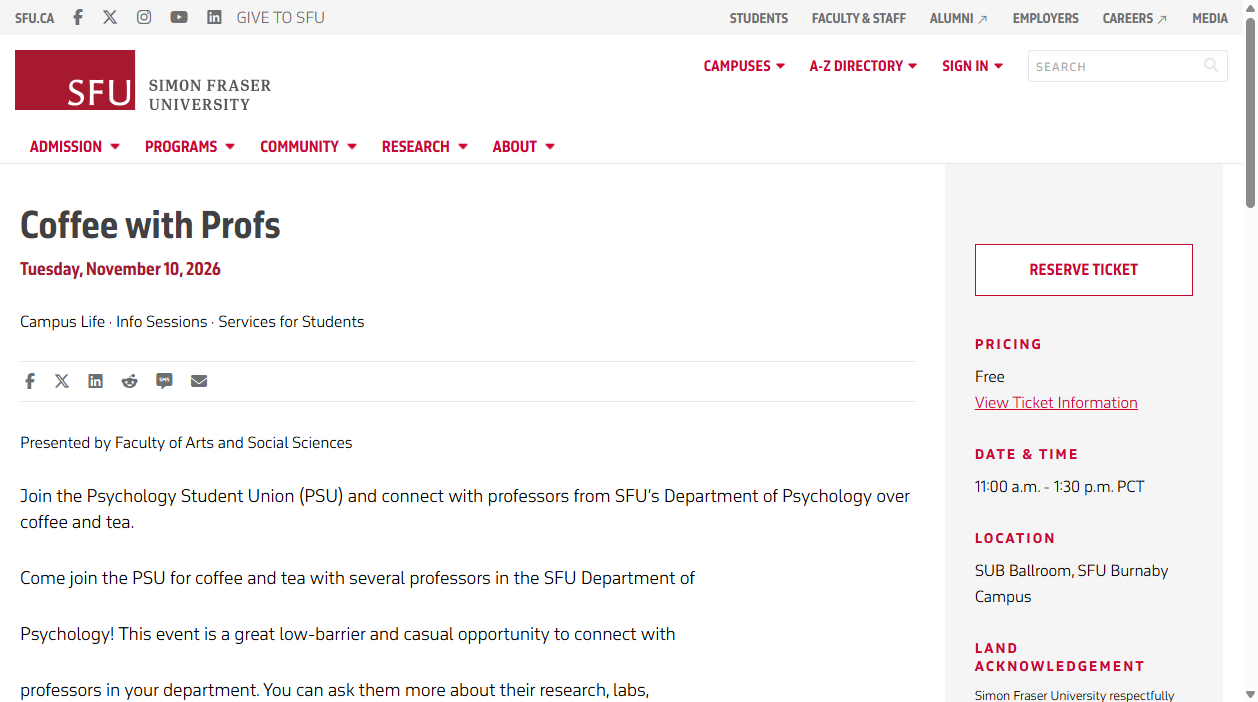 SFU.CA GIVE TO SFU STUDENTS FACULTY & STAFF ALUMNI EMPLOYERS CAREERS MEDIA
SFU SIMON FRASER UNIVERSITY
CAMPUSES A-Z DIRECTORY SIGN IN SEARCH
ADMISSION PROGRAMS COMMUNITY RESEARCH ABOUT
Coffee with Profs
Tuesday, November 10, 2026
Campus Life · Info Sessions · Services for Students
SMS
Presented by Faculty of Arts and Social Sciences
Join the Psychology Student Union (PSU) and connect with professors from SFU’s Department of Psychology over
coffee and tea.
Come join the PSU for coffee and tea with several professors in the SFU Department of
Psychology! This event is a great low-barrier and casual opportunity to connect with
professors in your department. You can ask them more about their research, labs,
RESERVE TICKET
PRICING
Free
View Ticket Information
DATE & TIME
11:00 a.m. - 1:30 p.m. PCT
LOCATION
SUB Ballroom, SFU Burnaby
Campus
LAND
ACKNOWLEDGEMENT
Simon Fraser University respectfully